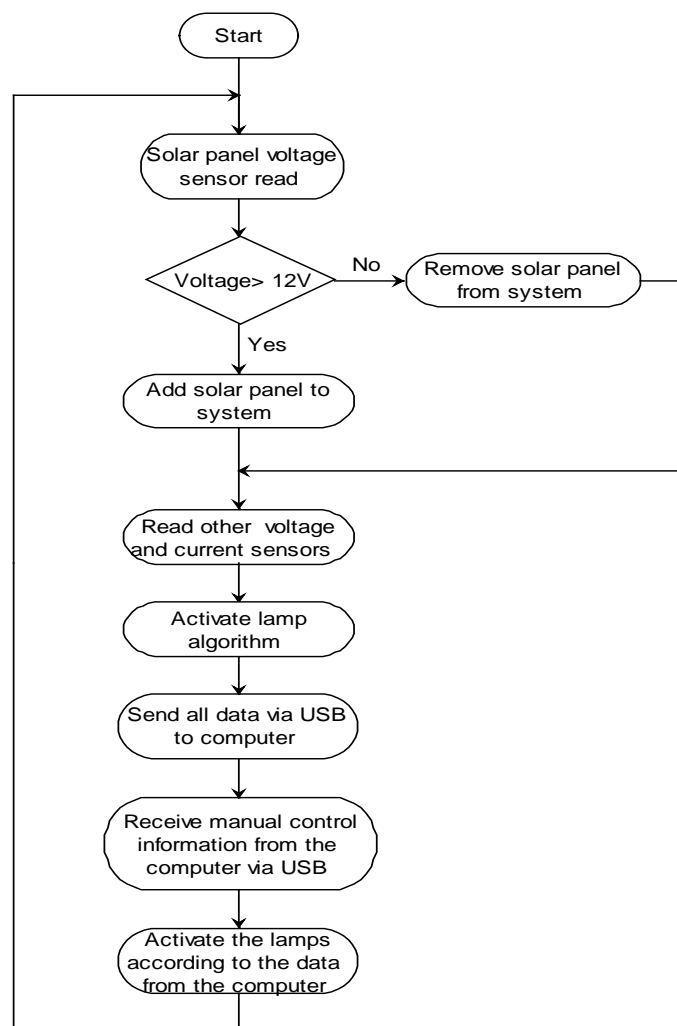 Start
Solar panel voltage
sensor read
Voltage> 12V
No
Remove solar panel
from system
Yes
Add solar panel to
system
Read other voltage
and current sensors
Activate lamp
algorithm
Send all data via USB
to computer
Receive manual control
information from the
computer via USB
Activate the lamps
according to the data
from the computer